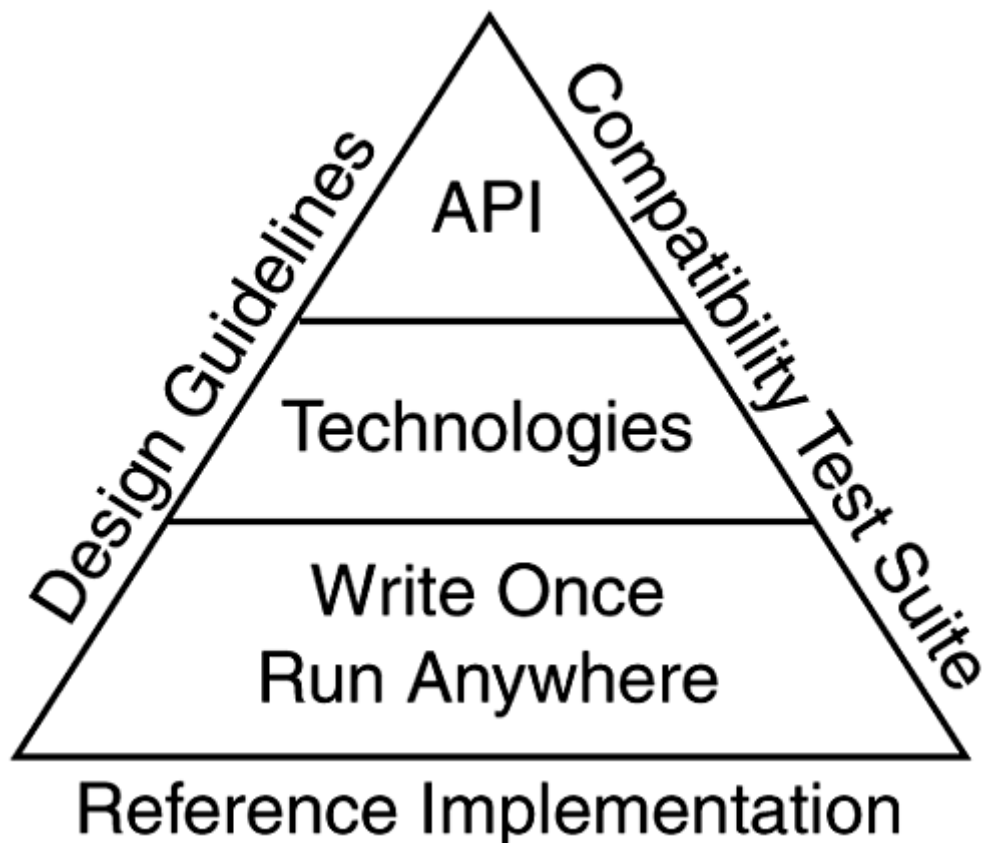 Design Guidelines
Compatibility Test Suite
API
Technologies
Write Once
Run Anywhere
Reference Implementation